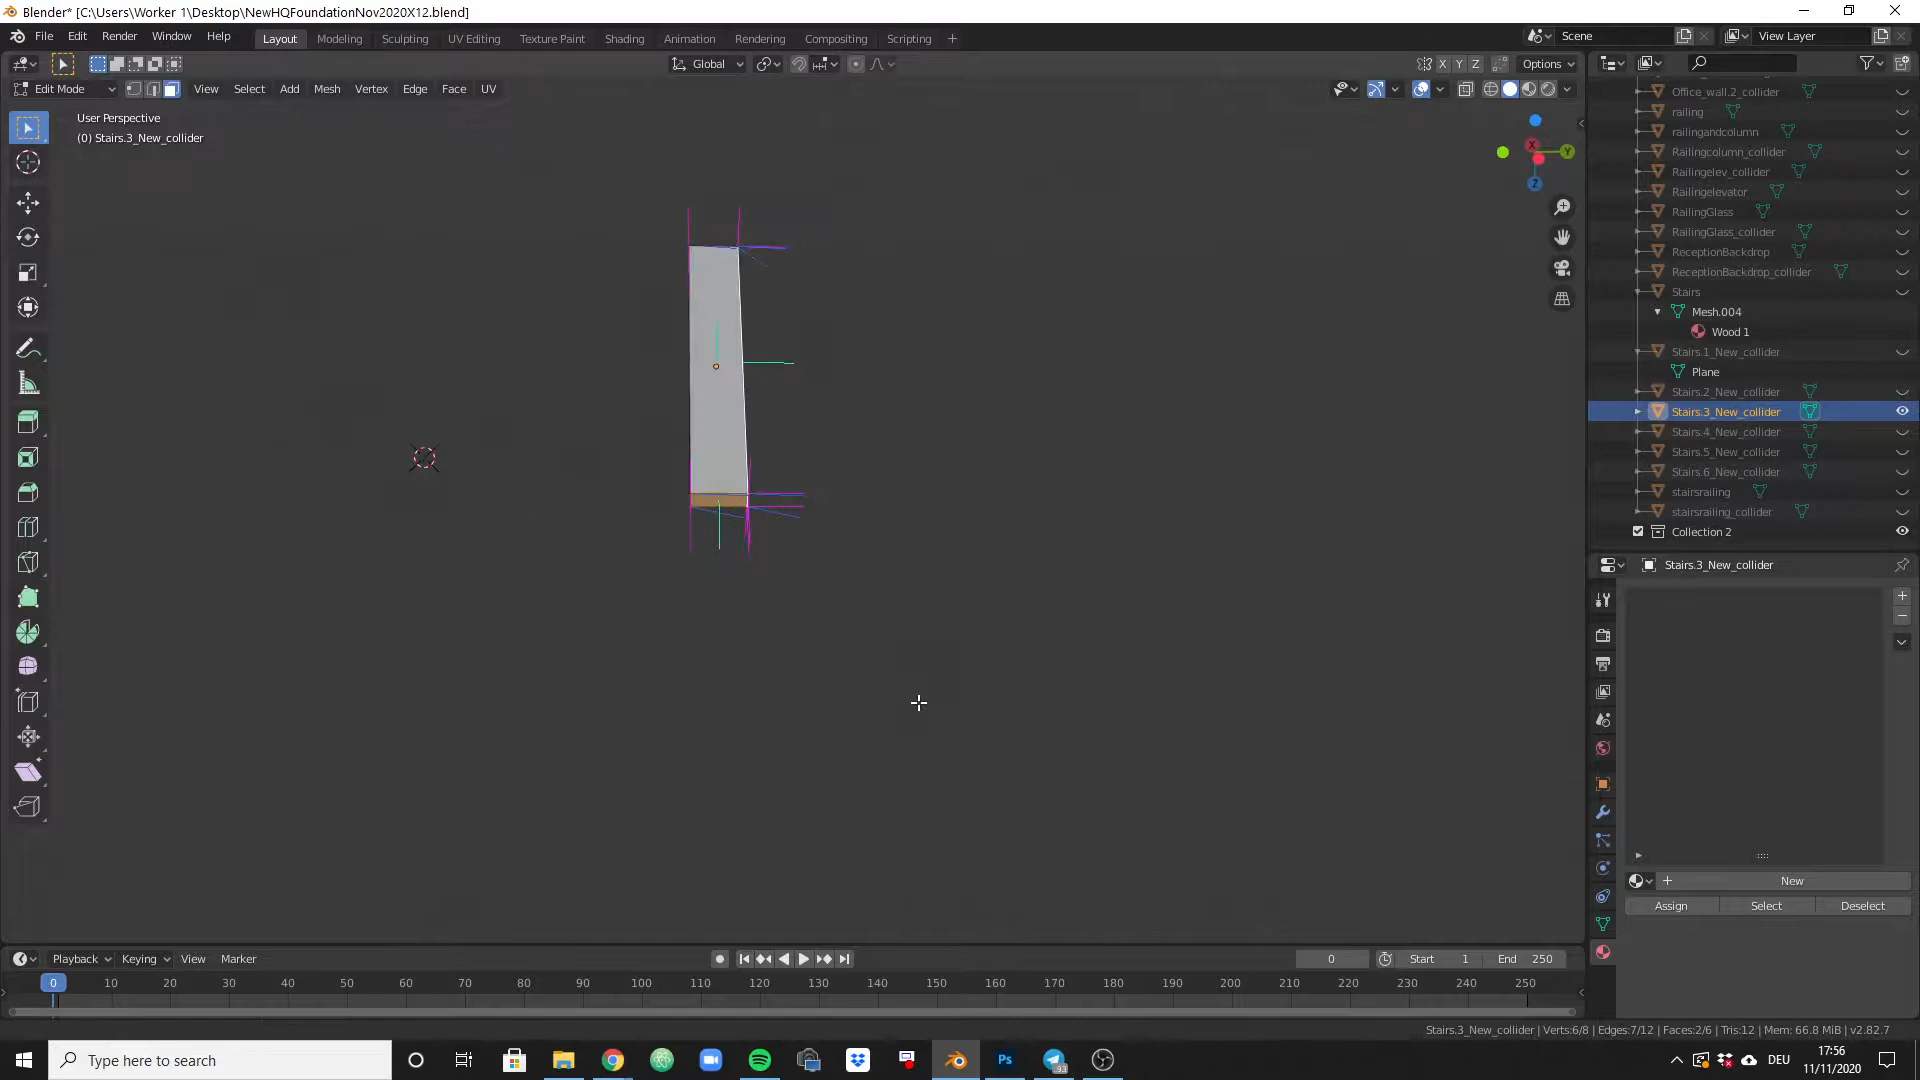 Blender* [C:\Users\Worker 1\Desktop\NewHQFoundationNov2020X12.blend]
File Edit Render Window Help Layout Modeling Sculpting UV Editing Texture Paint Shading Animation Rendering Compositing Scripting Scene View Layer
Global X Y Z Options
Edit Mode View Select Add Mesh Vertex Edge Face UV
User Perspective
(0) Stairs.3_New_collider
X Y Z
Office_wall.2_collider
railing
railingandcolumn
Railingcolumn_collider
Railingelev_collider
Railingelevator
RailingGlass
RailingGlass_collider
ReceptionBackdrop
ReceptionBackdrop_collider
Stairs
Mesh.004
Wood 1
Stairs.1_New_collider
Plane
Stairs.2_New_collider
Stairs.3_New_collider
Stairs.4_New_collider
Stairs.5_New_collider
Stairs.6_New_collider
stairsrailing
stairsrailing_collider
Collection 2
Stairs.3_New_collider
New
Assign Select Deselect
Playback Keying View Marker 0 Start 1 End 250
0 10 20 30 40 50 60 70 80 90 100 110 120 130 140 150 160 170 180 190 200 210 220 230 240 250
Stairs.3_New_collider | Verts:6/8 | Edges:7/12 | Faces:2/6 | Tris:12 | Mem: 66.8 MiB | v2.82.7
Type here to search
Ps
93
DEU
17:56
11/11/2020